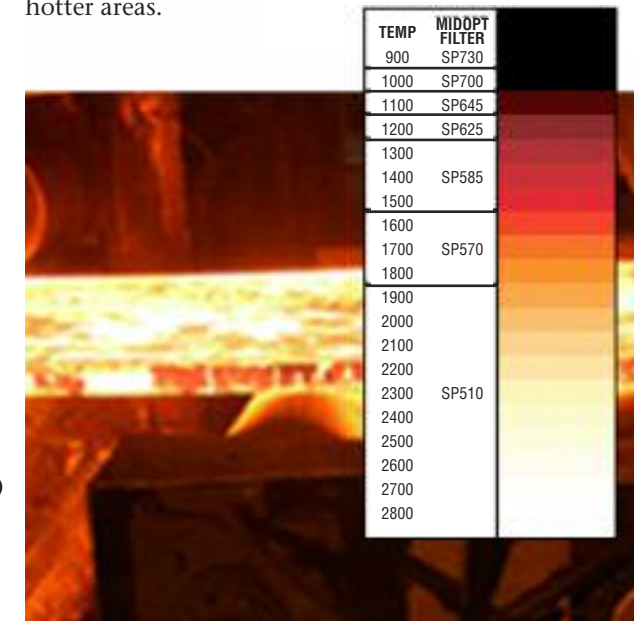 hotter areas.
TEMP MIDOPT FILTER
900 SP730
1000 SP700
1100 SP645
1200 SP625
1300
1400 SP585
1500
1600
1700 SP570
1800
1900
2000
2100
2200
2300 SP510
2400
2500
2600
2700
2800
)